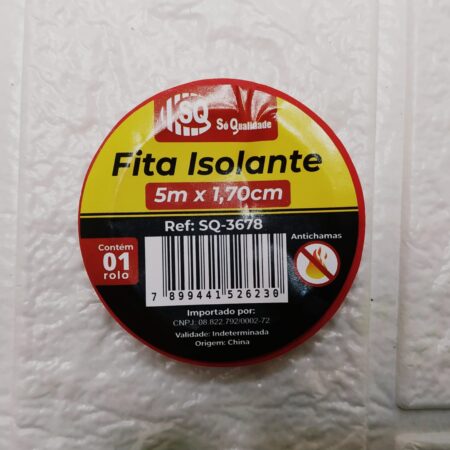 SQ
Só Qualidade
Fita Isolante
5m x 1,70cm
Ref: SQ-3678
Contém
01
rolo
Antichamas
7 899441 526230
Importado por:
CNPJ: 08.822.792/0002-72
Validade: Indeterminada
Origem: China